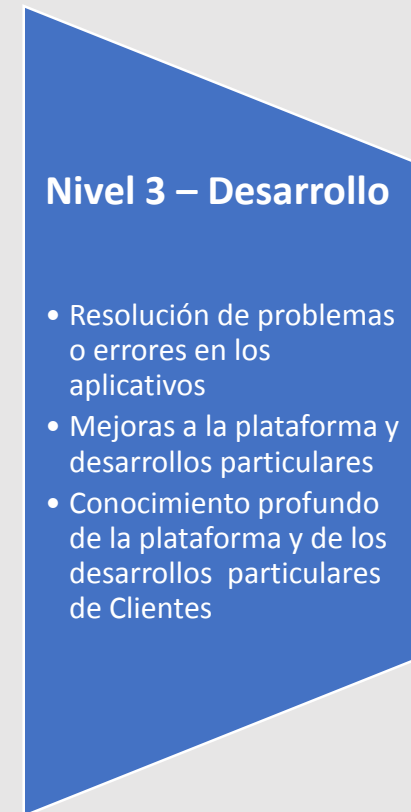 Nivel 3 – Desarrollo
• Resolución de problemas
o errores en los
aplicativos
• Mejoras a la plataforma y
desarrollos particulares
• Conocimiento profundo
de la plataforma y de los
desarrollos particulares
de Clientes